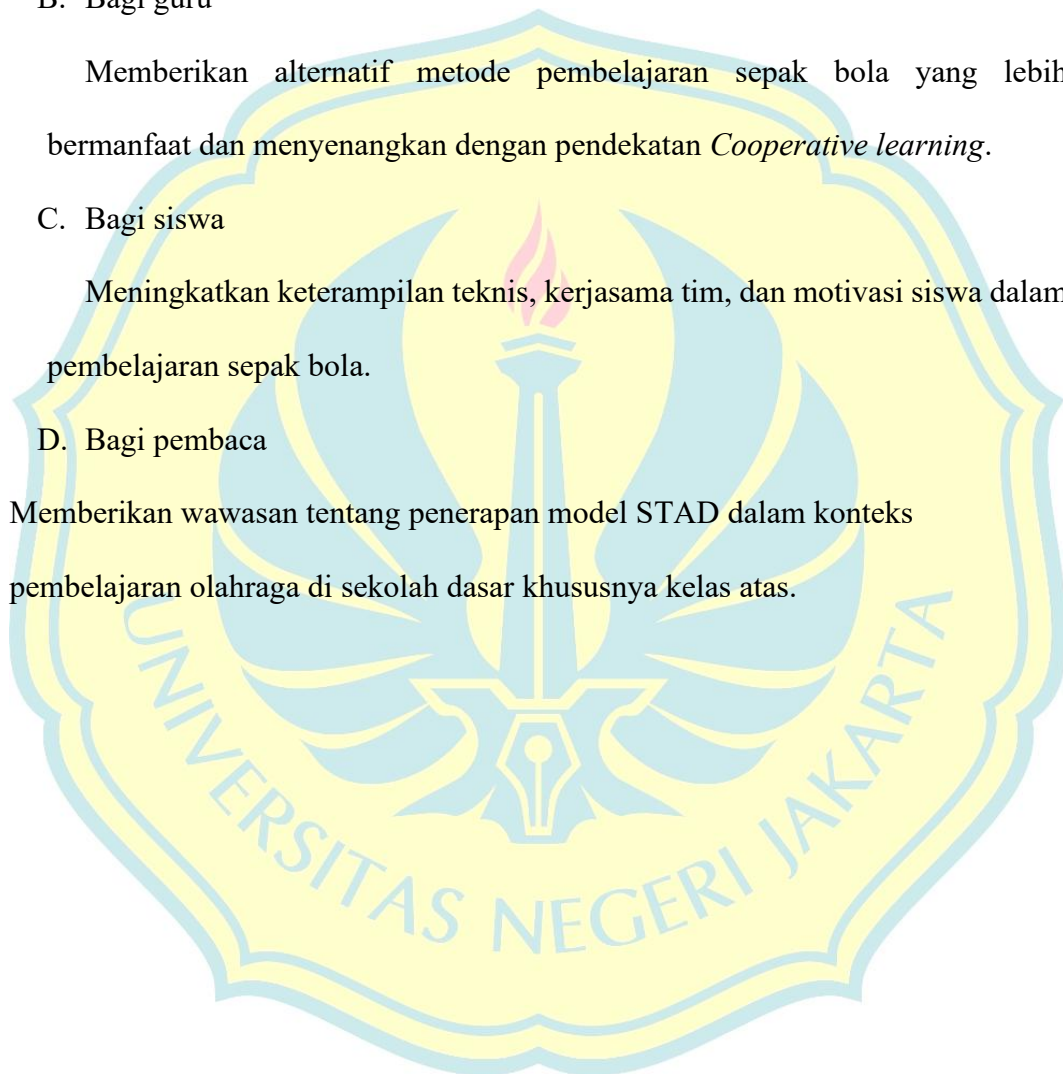 B. Bagi guru
Memberikan alternatif metode pembelajaran sepak bola yang lebih
bermanfaat dan menyenangkan dengan pendekatan Cooperative learning.
C. Bagi siswa
Meningkatkan keterampilan teknis, kerjasama tim, dan motivasi siswa dalam
pembelajaran sepak bola.
D. Bagi pembaca
Memberikan wawasan tentang penerapan model STAD dalam konteks
pembelajaran olahraga di sekolah dasar khususnya kelas atas.
UNIVERSITAS NEGERI JAKARTA